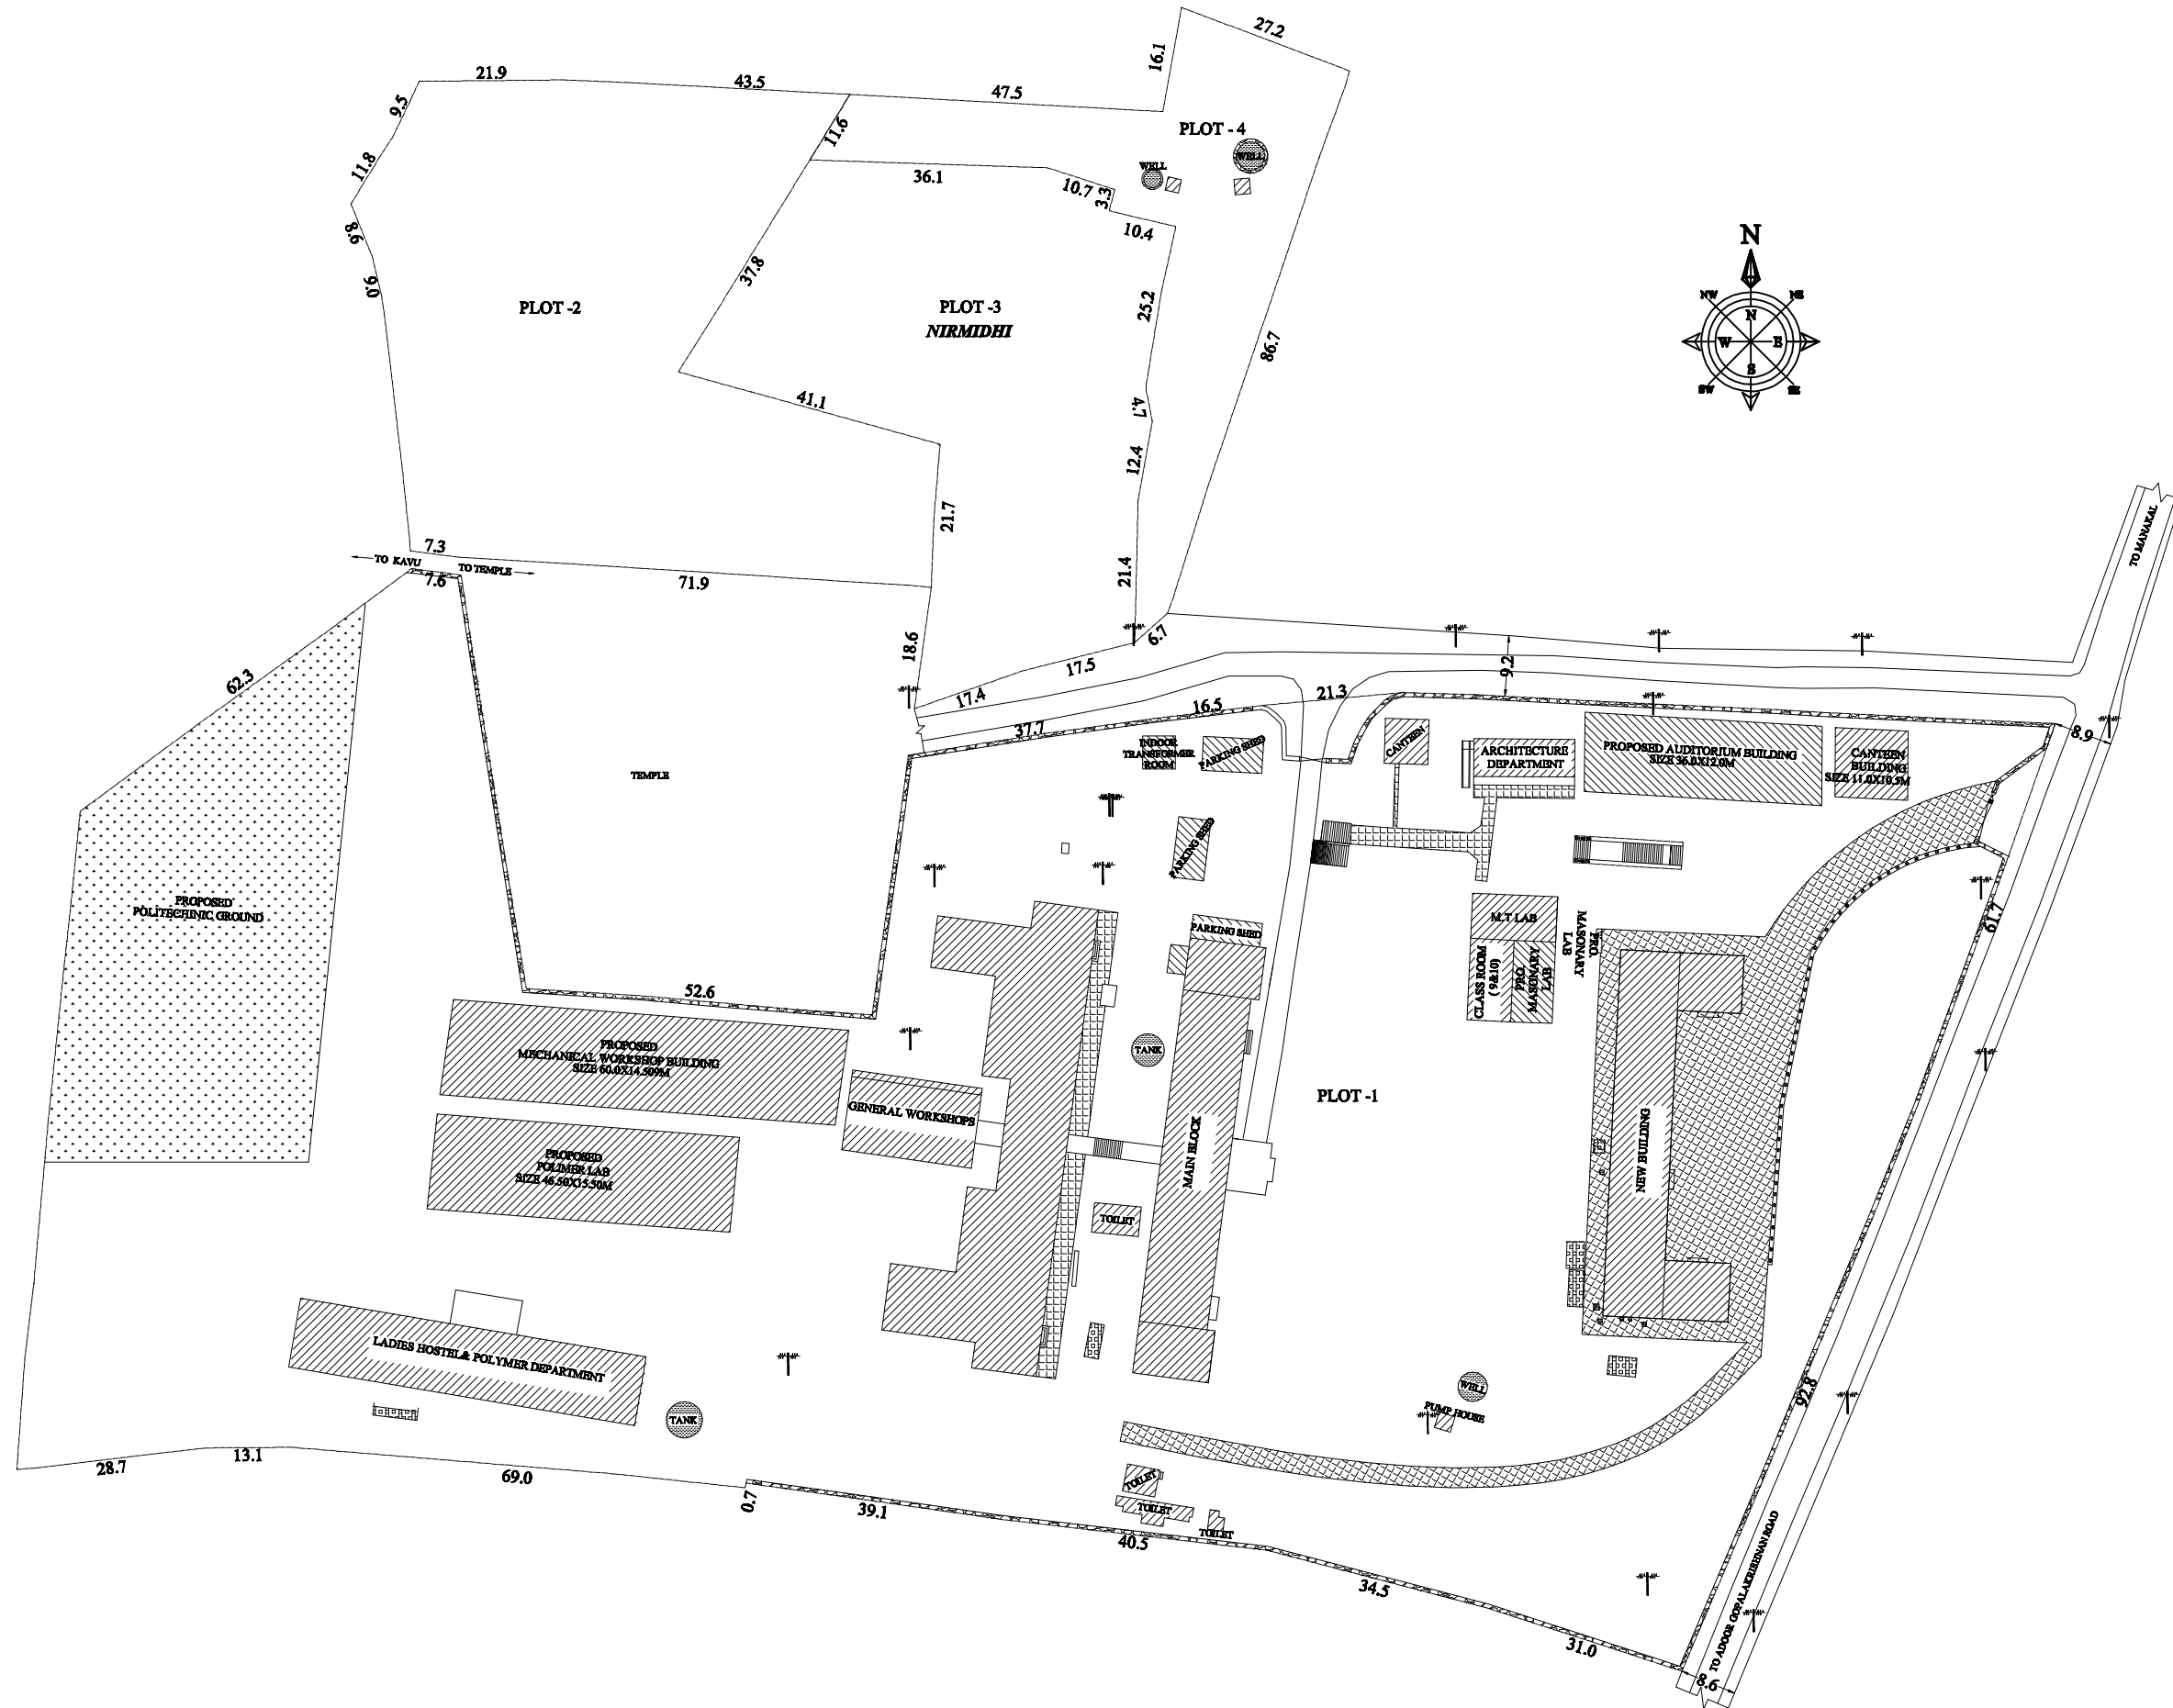 27.2
16.1
21.9
43.5
47.5
9.5
11.6
PLOT - 4
WELL
WELL
11.8
36.1
10.7
3.3
10.4
8.6
9.0
37.8
PLOT -2
PLOT -3
NIRMIDHI
25.2
86.7
N
NW
NE
N
W
E
S
SW
SE
41.1
4.7
12.4
21.7
21.4
TO MANAKAL
7.3
TO KAVU
TO TEMPLE
7.6
71.9
18.6
6.7
17.5
17.4
9.2
62.3
21.3
16.5
37.7
8.9
INDOOR
TRANSFORMER
ROOM
PARKING SHED
CANTEEN
ARCHITECTURE
DEPARTMENT
PROPOSED AUDITORIUM BUILDING
SIZE 36.0X12.0M
CANTEEN
BUILDING
SIZE 11.0X10.5M
TEMPLE
PARKING SHED
PROPOSED
POLITECHINIC GROUND
PARKING SHED
M.T LAB
PRO.
MASONARY
LAB
CLASS ROOM
( 9&10)
PRO.
MASONARY
LAB
61.7
52.6
PROPOSED
MECHANICAL WORKSHOP BUILDING
SIZE 60.0X14.509M
TANK
GENERAL WORKSHOPS
PLOT -1
MAIN BLOCK
NEW BUILDING
PROPOSED
POLIMER LAB
SIZE 46.50X15.50M
TOILET
LADIES HOSTEL& POLYMER DEPARTMENT
TANK
WELL
PUMP HOUSE
92.8
28.7
13.1
69.0
0.7
39.1
TOILET
TOILET
TOILET
40.5
34.5
31.0
TO ADOOR GOPALAKRISHNAN ROAD
8.6